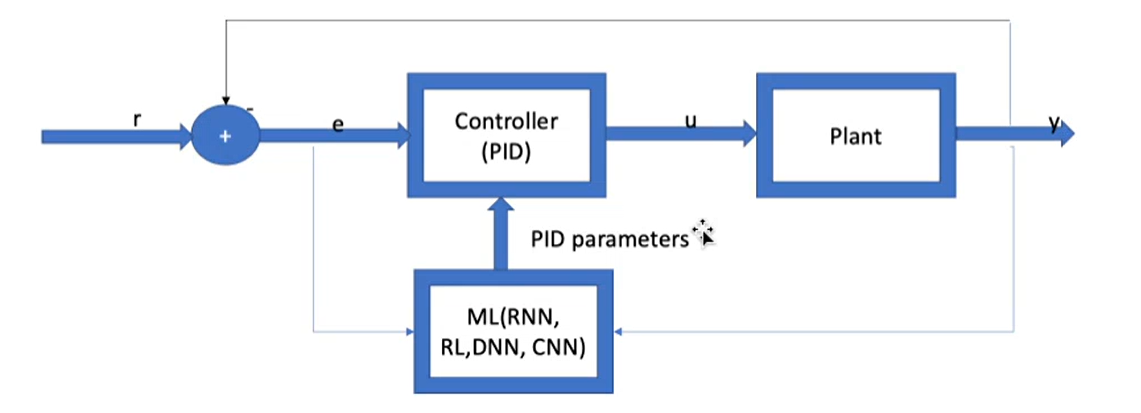 r
+
-
e
Controller
(PID)
u
Plant
y
PID parameters
ML(RNN,
RL,DNN, CNN)